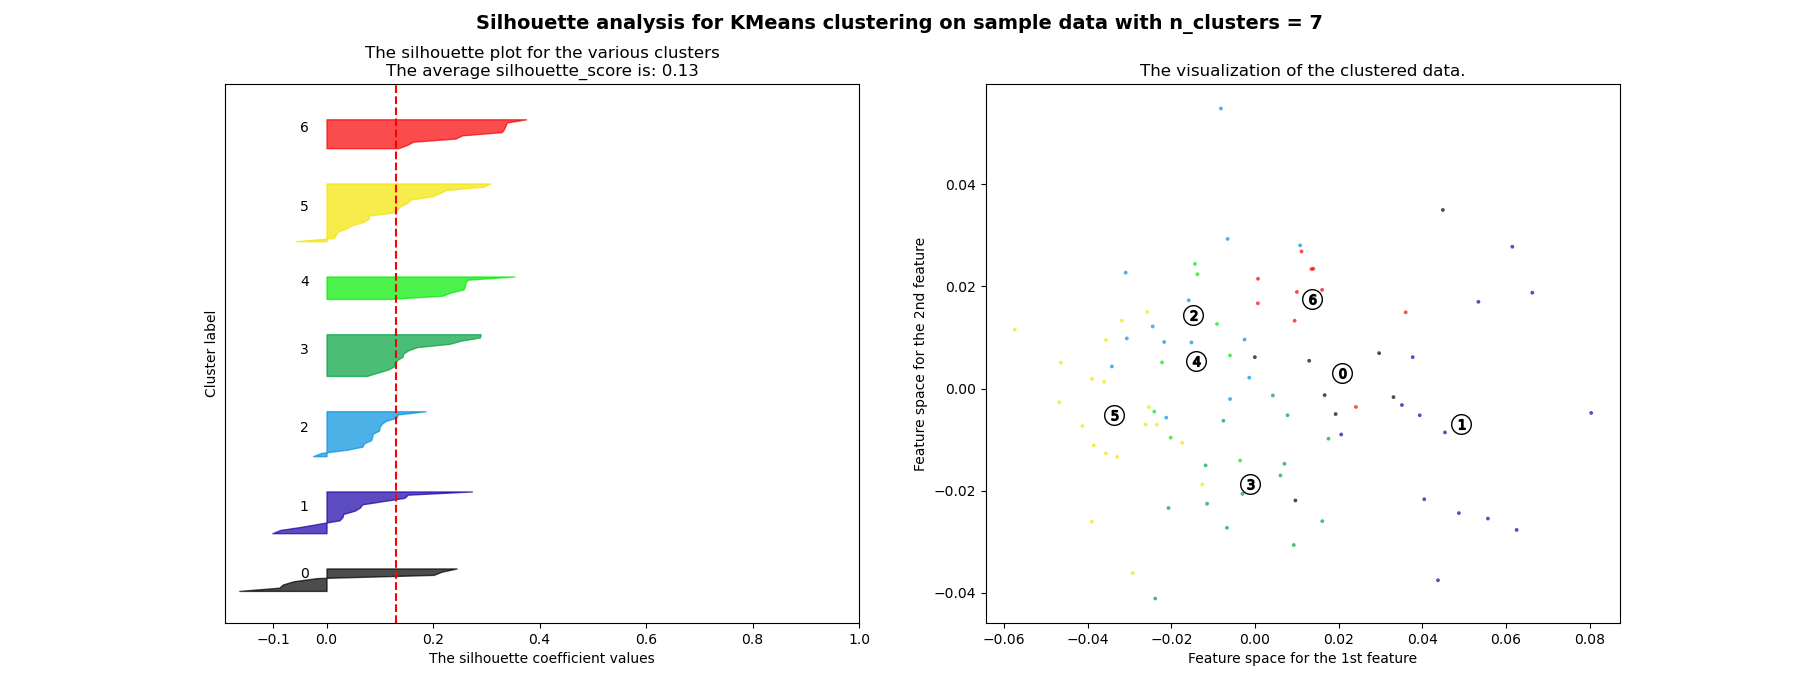 Silhouette analysis for KMeans clustering on sample data with n_clusters = 7
The silhouette plot for the various clusters
The average silhouette_score is: 0.13
Cluster label
6
5
4
3
2
1
0
−0.1 0.0 0.2 0.4 0.6 0.8 1.0
The silhouette coefficient values
The visualization of the clustered data.
Feature space for the 2nd feature
0.04
0.02
0.00
−0.02
−0.04
6
2
4
0
5
1
3
−0.06 −0.04 −0.02 0.00 0.02 0.04 0.06 0.08
Feature space for the 1st feature